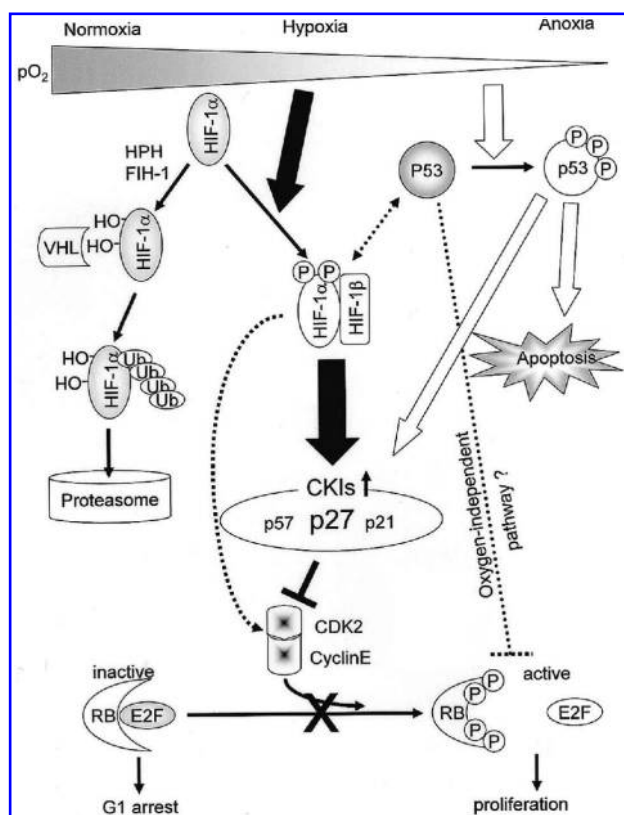 Normoxia Hypoxia Anoxia
pO2
HIF-1α
HPH
FIH-1
P53
p53
P
P
P
HO
HO
VHL
HIF-1α
P P
HIF-1α
HIF-1β
HO
HO
HIF-1α
Ub
Ub
Ub
Ub
Apoptosis
Proteasome
CKIs
p57 p27 p21
Oxygen-independent
pathway ?
CDK2
CyclinE
inactive
active
RB E2F
X
RB
P
P
P
P
E2F
G1 arrest
proliferation